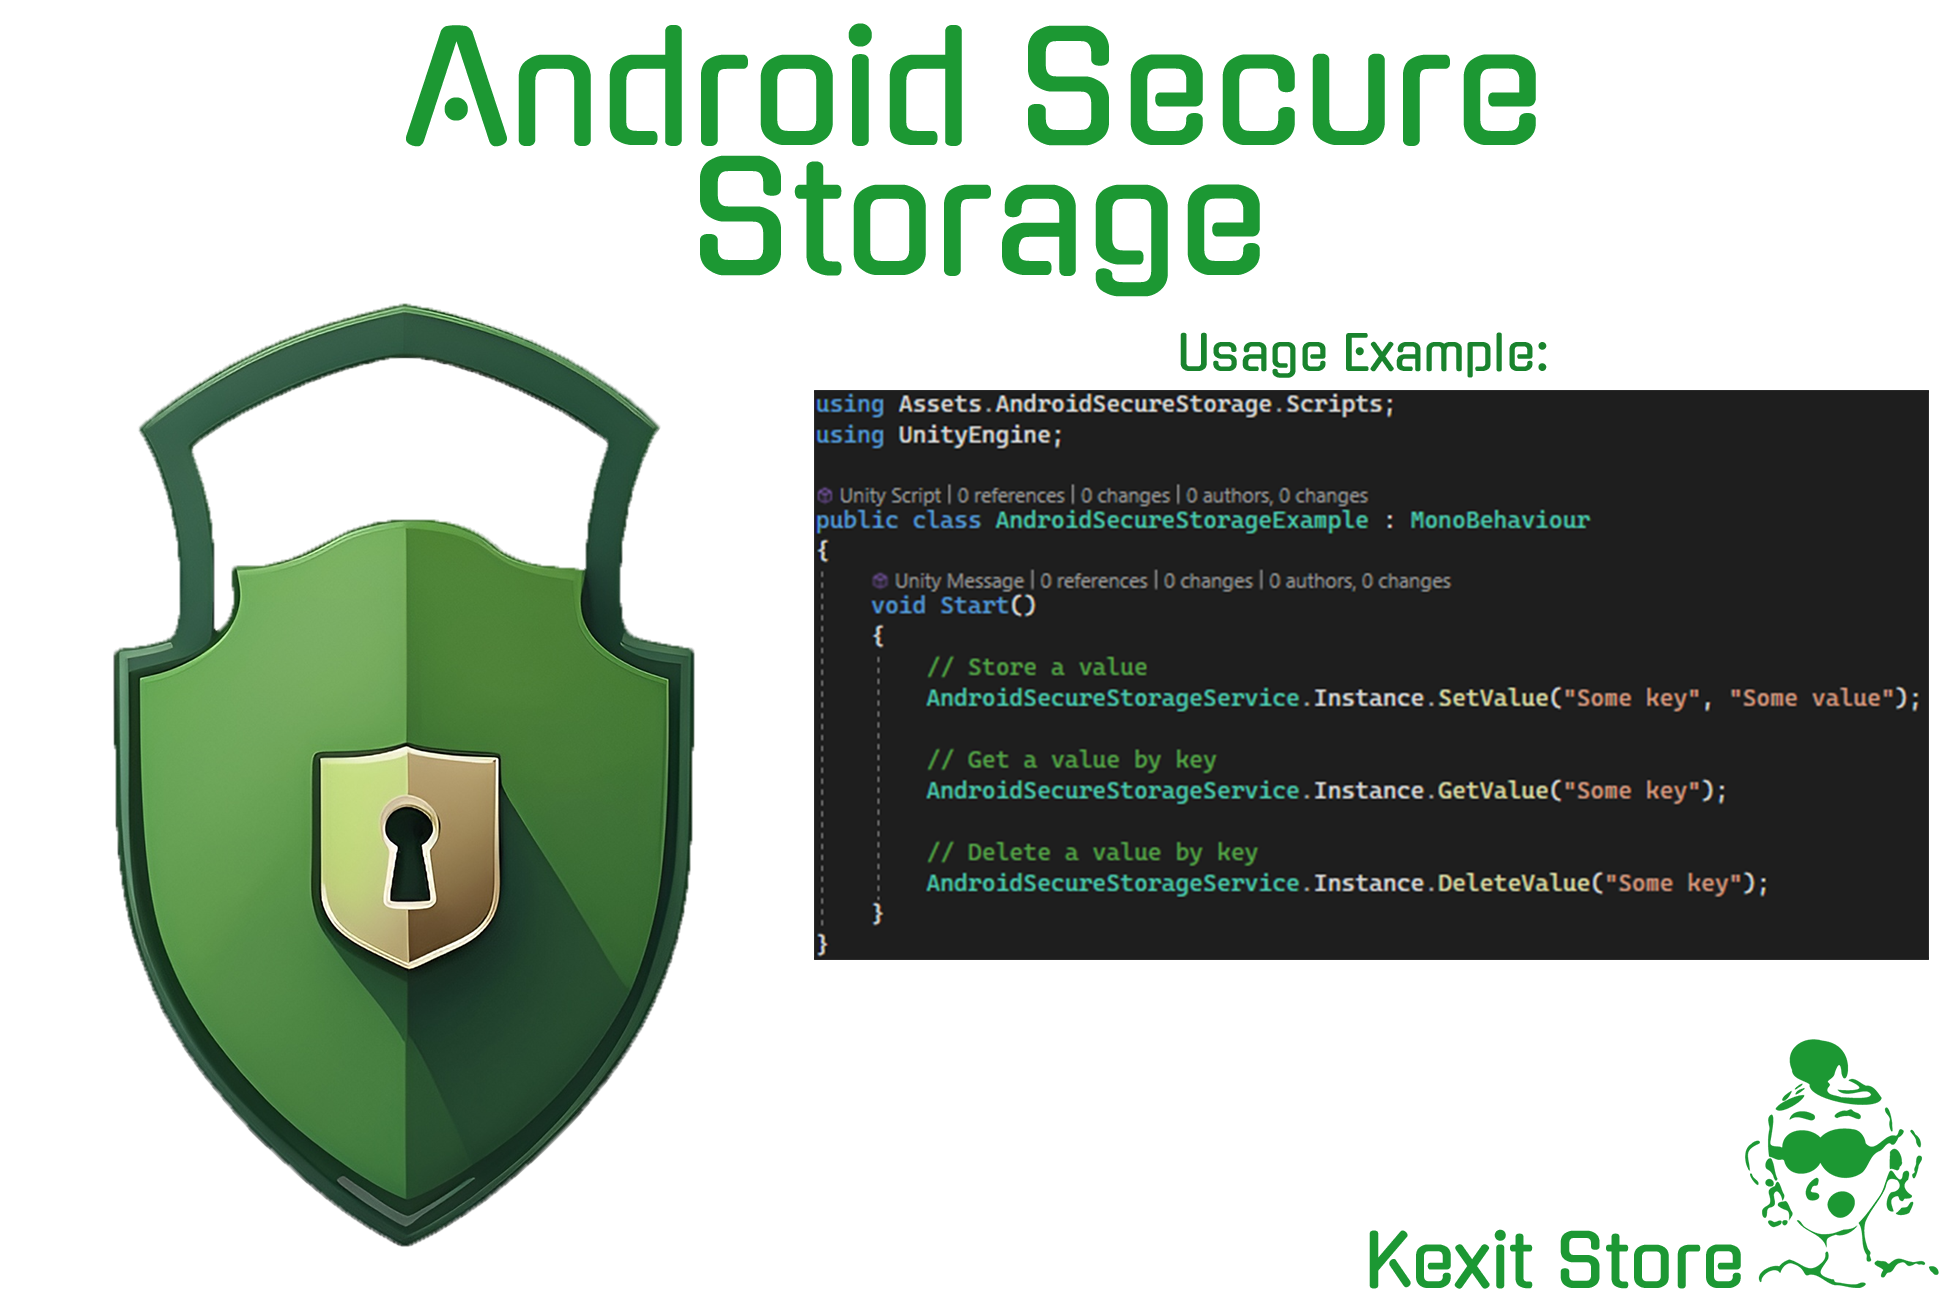 Android Secure
Storage
Usage Example:
using Assets.AndroidSecureStorage.Scripts;
using UnityEngine;
Unity Script | 0 references | 0 changes | 0 authors, 0 changes
public class AndroidSecureStorageExample : MonoBehaviour
{
Unity Message | 0 references | 0 changes | 0 authors, 0 changes
void Start()
{
// Store a value
AndroidSecureStorageService.Instance.SetValue("Some key", "Some value");
// Get a value by key
AndroidSecureStorageService.Instance.GetValue("Some key");
// Delete a value by key
AndroidSecureStorageService.Instance.DeleteValue("Some key");
}
}
Kexit Store